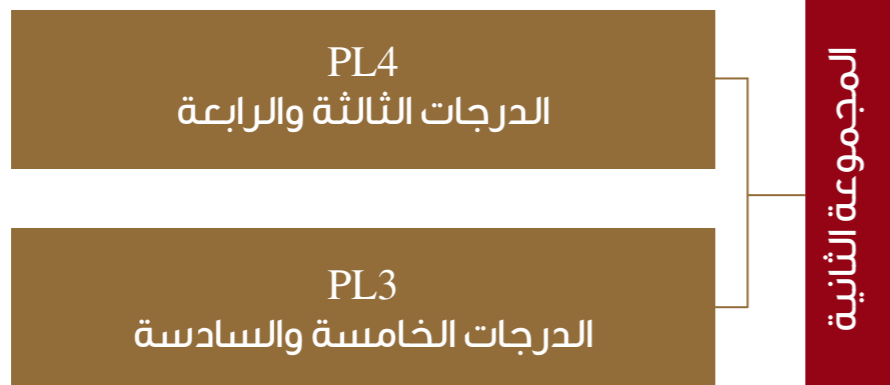 المجموعة الثانية
PL4
الدرجات الثالثة والرابعة
PL3
الدرجات الخامسة والسادسة